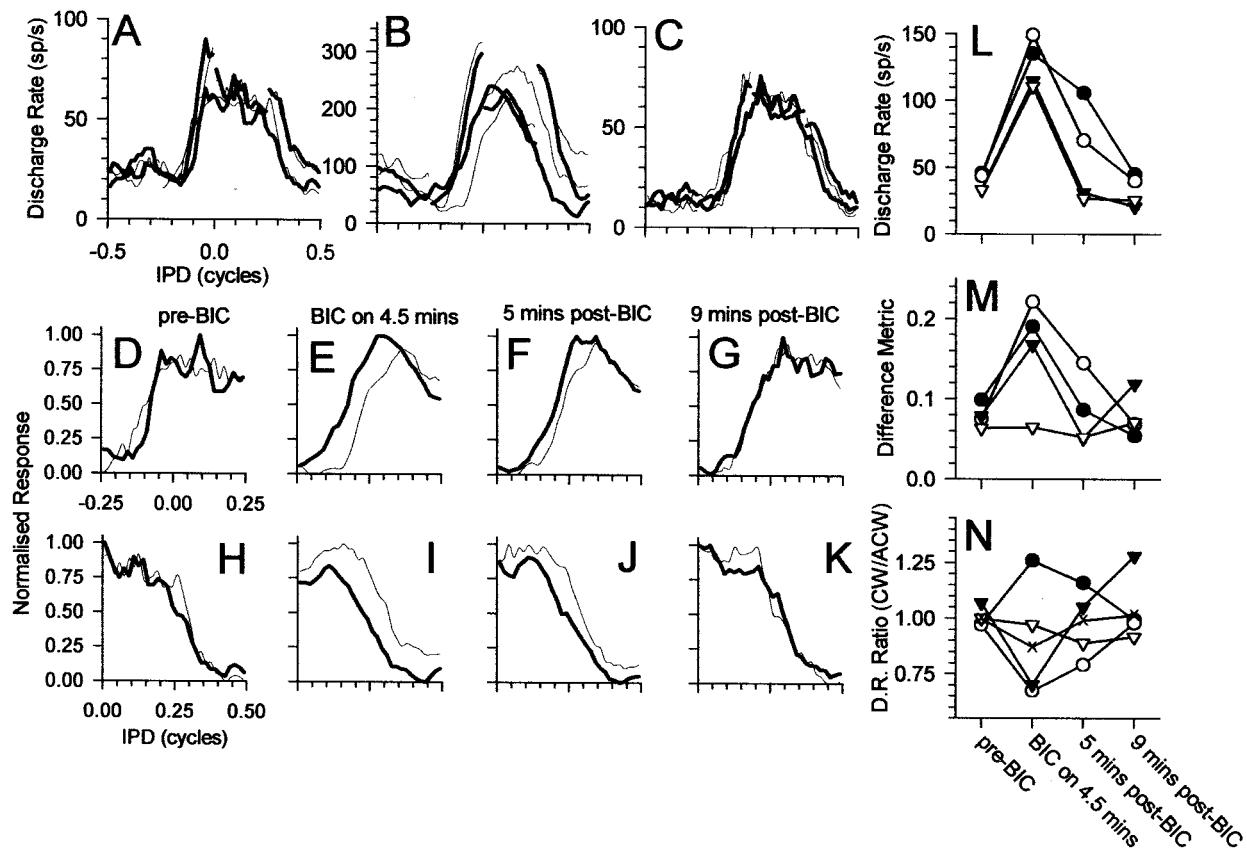 A
B
C
L
Discharge Rate (sp/s)
100
50
0
-0.5
0.0
0.5
IPD (cycles)
300
200
100
0
100
50
0
Discharge Rate (sp/s)
150
100
50
0
pre-BIC
BIC on 4.5 mins
5 mins post-BIC
9 mins post-BIC
D
E
F
G
M
Normalised Response
1.00
0.75
0.50
0.25
0.00
-0.25
0.00
0.25
Difference Metric
0.2
0.1
0.0
H
I
J
K
N
1.00
0.75
0.50
0.25
0.00
0.00
0.25
0.50
IPD (cycles)
D.R. Ratio (CW/ACW)
1.25
1.00
0.75
pre-BIC
BIC on 4.5 mins
5 mins post-BIC
9 mins post-BIC